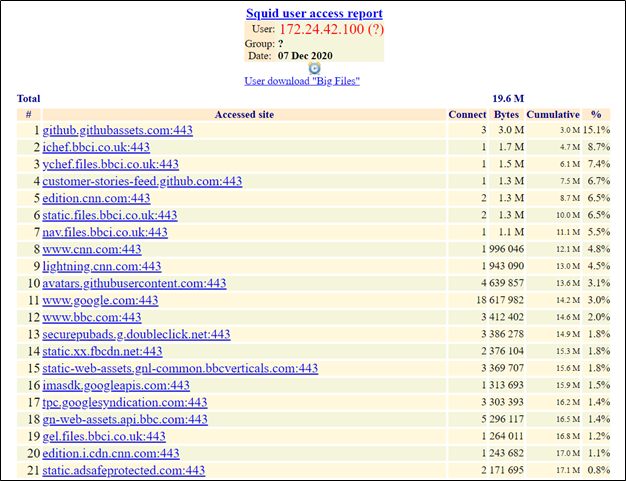 Squid user access report
User: 172.24.42.100 (?)
Group: ?
Date: 07 Dec 2020
User download "Big Files"
Total 19.6 M
# Accessed site Connect Bytes Cumulative %
1 github.githubassets.com:443 3 3.0 M 3.0 M 15.1%
2 ichef.bbci.co.uk:443 1 1.7 M 4.7 M 8.7%
3 ychef.files.bbci.co.uk:443 1 1.5 M 6.1 M 7.4%
4 customer-stories-feed.github.com:443 1 1.3 M 7.5 M 6.7%
5 edition.cnn.com:443 2 1.3 M 8.7 M 6.5%
6 static.files.bbci.co.uk:443 2 1.3 M 10.0 M 6.5%
7 nav.files.bbci.co.uk:443 1 1.1 M 11.1 M 5.5%
8 www.cnn.com:443 1 996 046 12.1 M 4.8%
9 lightning.cnn.com:443 1 943 090 13.0 M 4.5%
10 avatars.githubusercontent.com:443 4 639 857 13.6 M 3.1%
11 www.google.com:443 18 617 982 14.2 M 3.0%
12 www.bbc.com:443 3 412 402 14.6 M 2.0%
13 securepubads.g.doubleclick.net:443 3 386 278 14.9 M 1.8%
14 static.xx.fbcdn.net:443 2 376 104 15.3 M 1.8%
15 static-web-assets.gnl-common.bbcverticals.com:443 3 369 707 15.6 M 1.8%
16 imasdk.googleapis.com:443 1 313 693 15.9 M 1.5%
17 tpc.googlesyndication.com:443 3 303 393 16.2 M 1.4%
18 gn-web-assets.api.bbc.com:443 5 296 117 16.5 M 1.4%
19 gel.files.bbci.co.uk:443 1 264 011 16.8 M 1.2%
20 edition.i.cdn.cnn.com:443 1 243 682 17.0 M 1.1%
21 static.adsafeprotected.com:443 2 171 695 17.1 M 0.8%